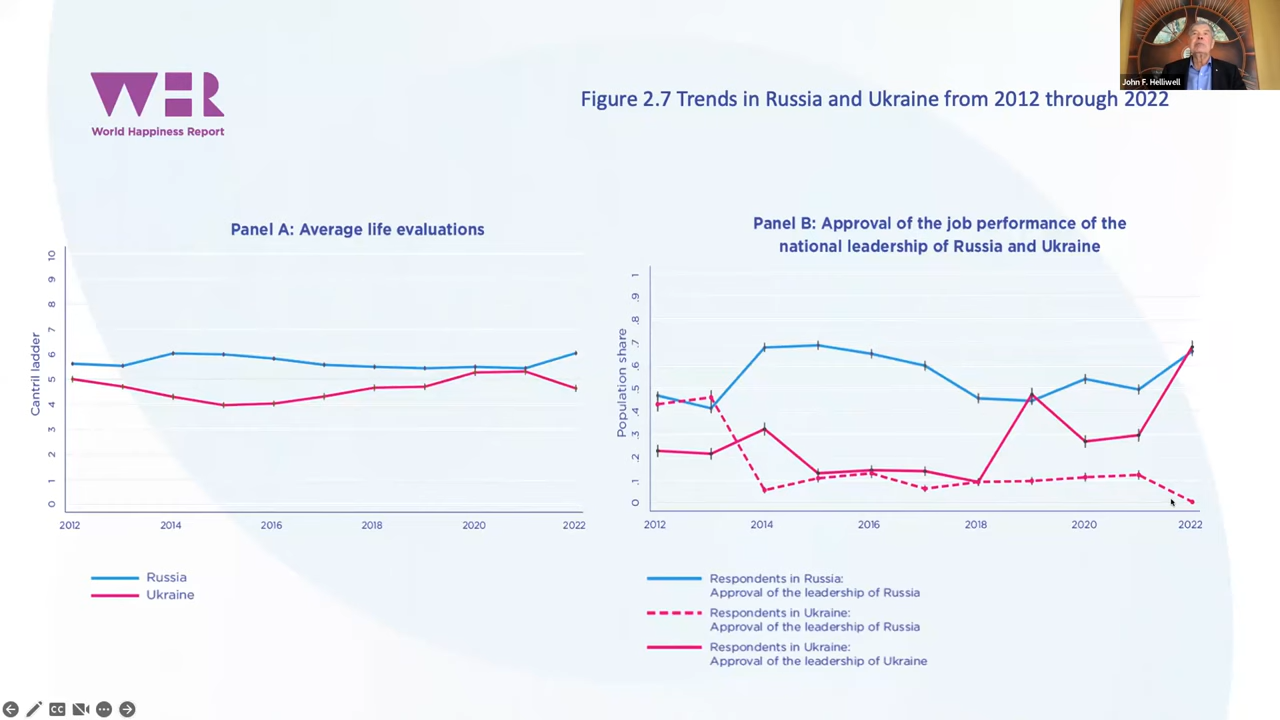 John F. Helliwell
WHR
World Happiness Report
Figure 2.7 Trends in Russia and Ukraine from 2012 through 2022
Panel A: Average life evaluations
Cantril ladder
10
9
8
7
6
5
4
3
2
1
0
2012 2014 2016 2018 2020 2022
Russia
Ukraine
Panel B: Approval of the job performance of the
national leadership of Russia and Ukraine
Population share
1
.9
.8
.7
.6
.5
.4
.3
.2
.1
0
2012 2014 2016 2018 2020 2022
Respondents in Russia:
Approval of the leadership of Russia
Respondents in Ukraine:
Approval of the leadership of Russia
Respondents in Ukraine:
Approval of the leadership of Ukraine
CC